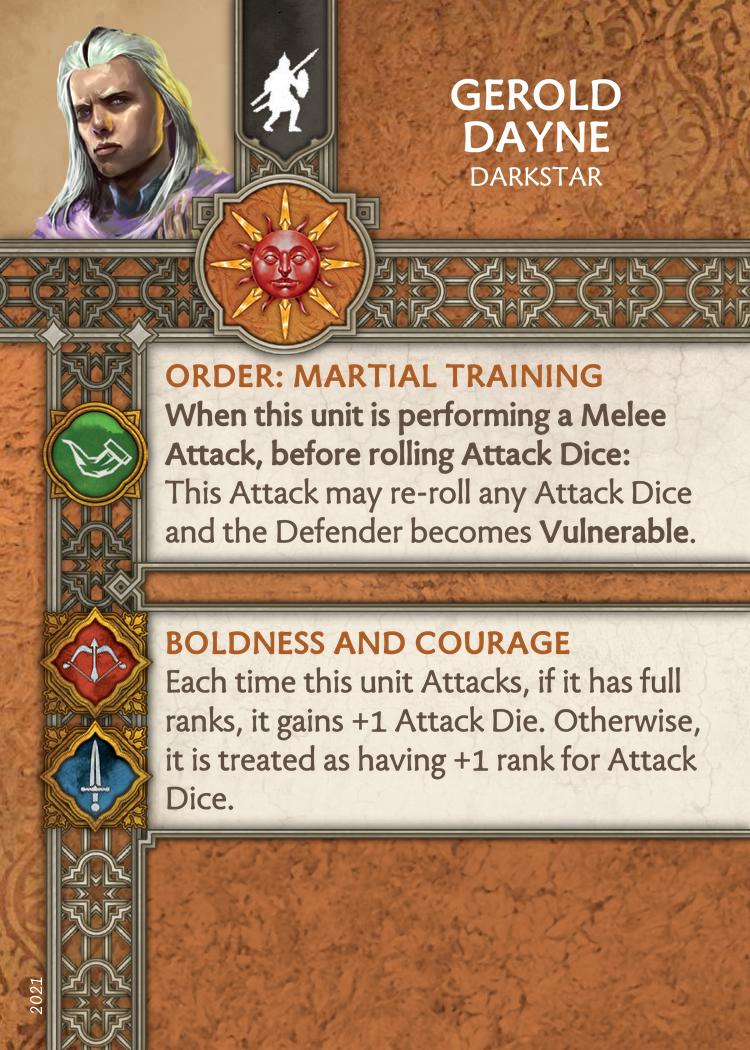 GEROLD
DAYNE
DARKSTAR
ORDER: MARTIAL TRAINING
When this unit is performing a Melee
Attack, before rolling Attack Dice:
This Attack may re-roll any Attack Dice
and the Defender becomes Vulnerable.
BOLDNESS AND COURAGE
Each time this unit Attacks, if it has full
ranks, it gains +1 Attack Die. Otherwise,
it is treated as having +1 rank for Attack
Dice.
2021